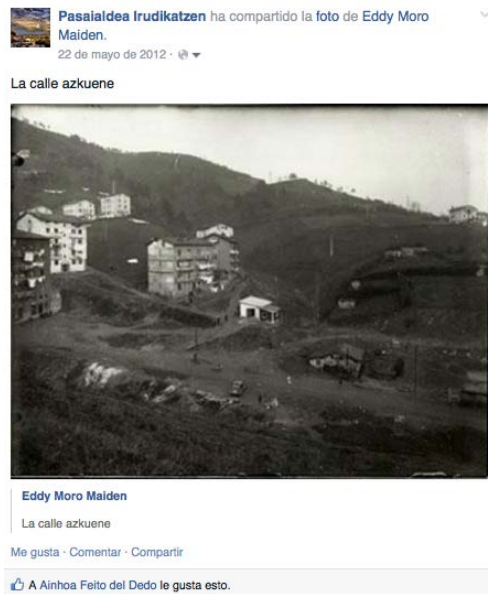 Pasaialdea Irudikatzen ha compartido la foto de Eddy Moro
Maiden.
22 de mayo de 2012 ·
La calle azkuene
Eddy Moro Maiden
La calle azkuene
Me gusta · Comentar · Compartir
A Ainhoa Feito del Dedo le gusta esto.